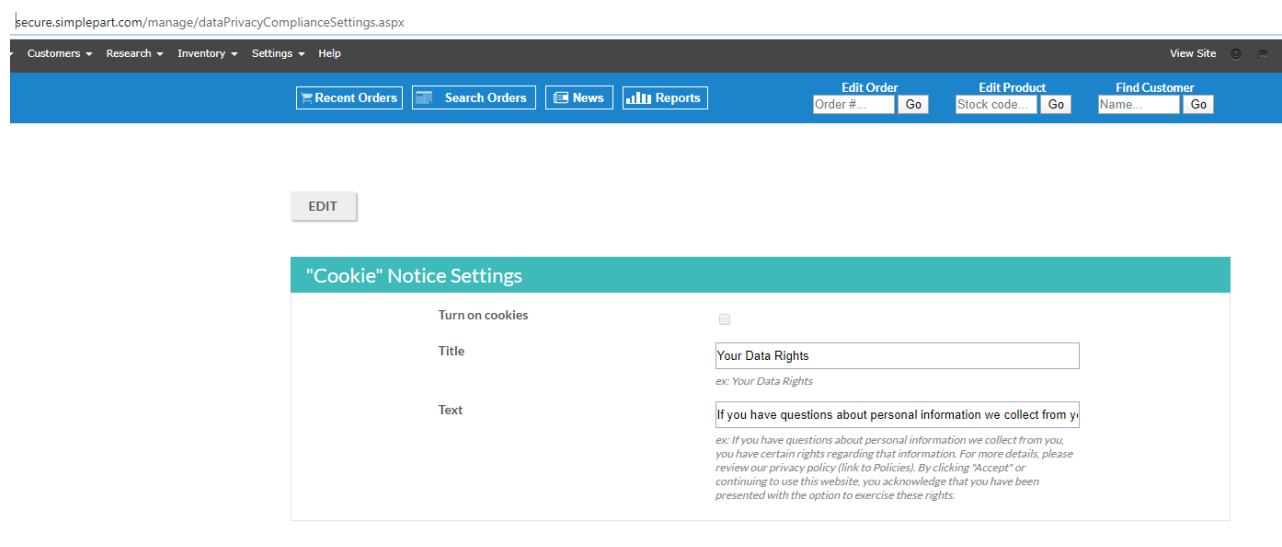 secure.simplepart.com/manage/dataPrivacyComplianceSettings.aspx
Customers Research Inventory Settings Help View Site
Recent Orders Search Orders News Reports
Edit Order Edit Product Find Customer
Order #... Go Stock code... Go Name... Go
EDIT
"Cookie" Notice Settings
Turn on cookies
Title Your Data Rights
ex: Your Data Rights
Text If you have questions about personal information we collect from
ex: If you have questions about personal information we collect from you,
you have certain rights regarding that information. For more details, please
review our privacy policy (link to Policies). By clicking "Accept" or
continuing to use this website, you acknowledge that you have been
presented with the option to exercise these rights.